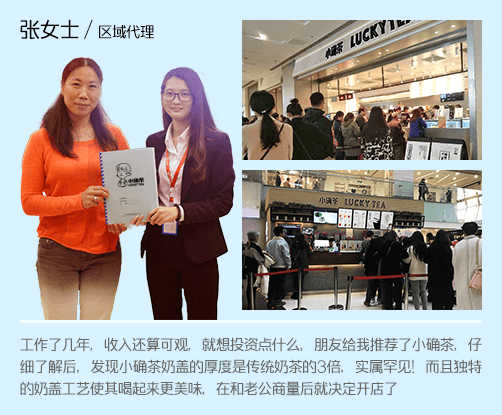 张女士 / 区域代理
小确茶 LUCKY TEA
小确茶
LUCKY TEA
小确茶 LUCKY TEA
工作了几年，收入还算可观，就想投资点什么，朋友给我推荐了小确茶，仔
细了解后，发现小确茶奶盖的厚度是传统奶茶的3倍，实属罕见！而且独特
的奶盖工艺使其喝起来更美味，在和老公商量后就决定开店了